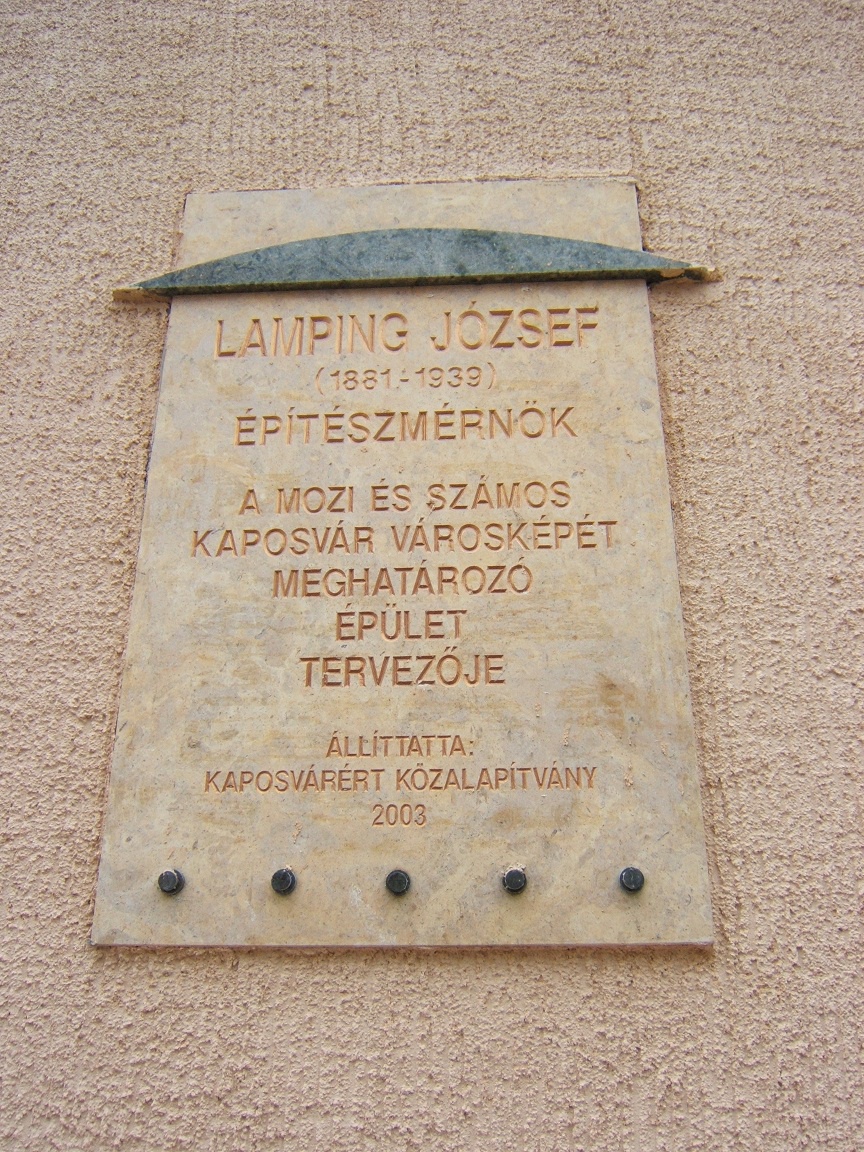 LAMPING JÓZSEF
(1881.-1939)
ÉPÍTÉSZMÉRNÖK
A MOZI ÉS SZÁMOS
KAPOSVÁR VÁROSKÉPÉT
MEGHATÁROZÓ
ÉPÜLET
TERVEZŐJE
ÁLLÍTTATTA:
KAPOSVÁRÉRT KÖZALAPÍTVÁNY
2003